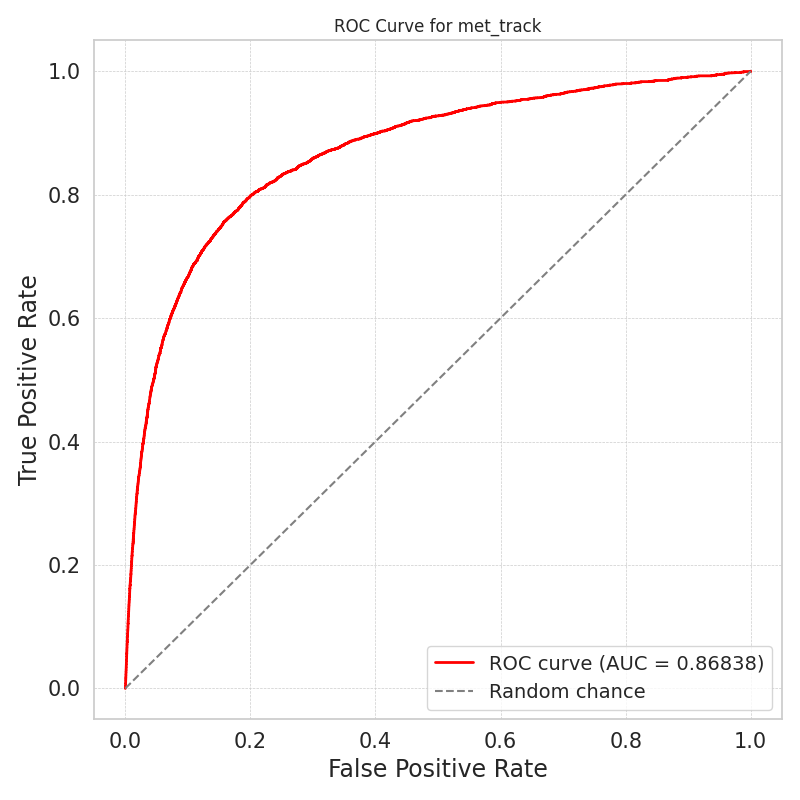 ROC Curve for met_track
1.0
0.8
0.6
0.4
0.2
0.0
True Positive Rate
ROC curve (AUC = 0.86838)
Random chance
0.0 0.2 0.4 0.6 0.8 1.0
False Positive Rate